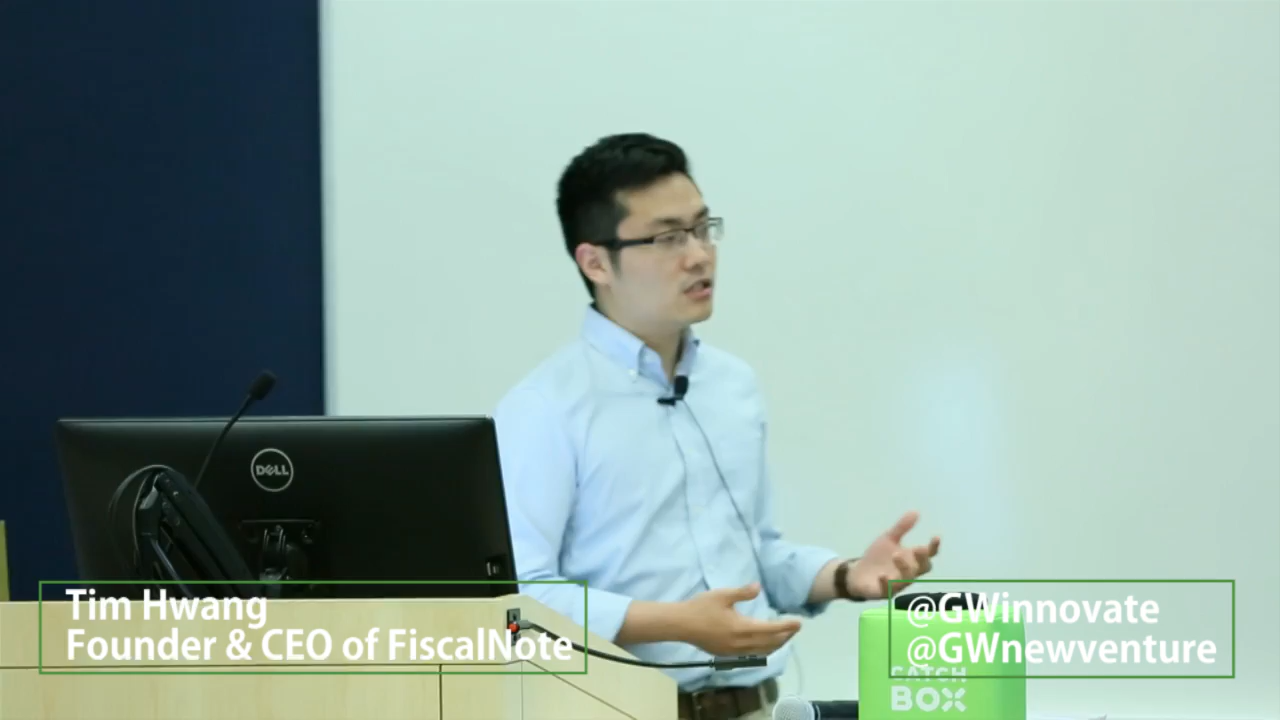 DELL
Tim Hwang
Founder & CEO of FiscalNote
@GWinnovate
@GWnewventure
CATCH
BOX